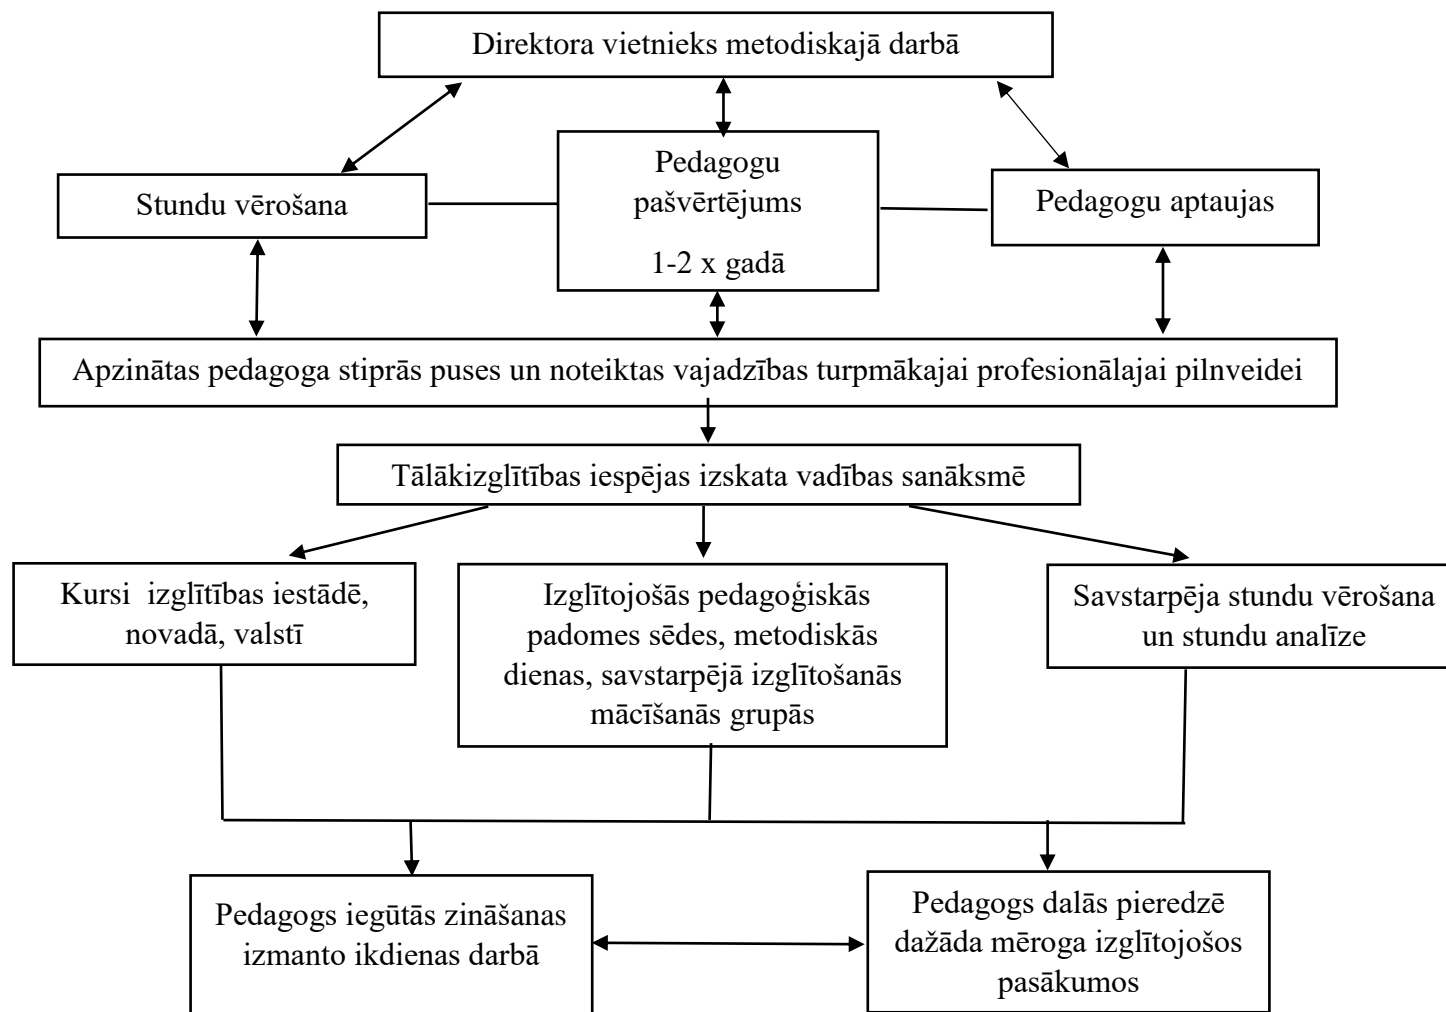 Direktora vietnieks metodiskajā darbā
Stundu vērošana
Pedagogu
pašvērtējums
1-2 x gadā
Pedagogu aptaujas
Apzinātas pedagoga stiprās puses un noteiktas vajadzības turpmākajai profesionālajai pilnveidei
Tālākizglītības iespējas izskata vadības sanāksmē
Kursi  izglītības iestādē,
novadā, valstī
Izglītojošās pedagoģiskās
padomes sēdes, metodiskās
dienas, savstarpējā izglītošanās
mācīšanās grupās
Savstarpēja stundu vērošana
un stundu analīze
Pedagogs iegūtās zināšanas
izmanto ikdienas darbā
Pedagogs dalās pieredzē
dažāda mēroga izglītojošos
pasākumos